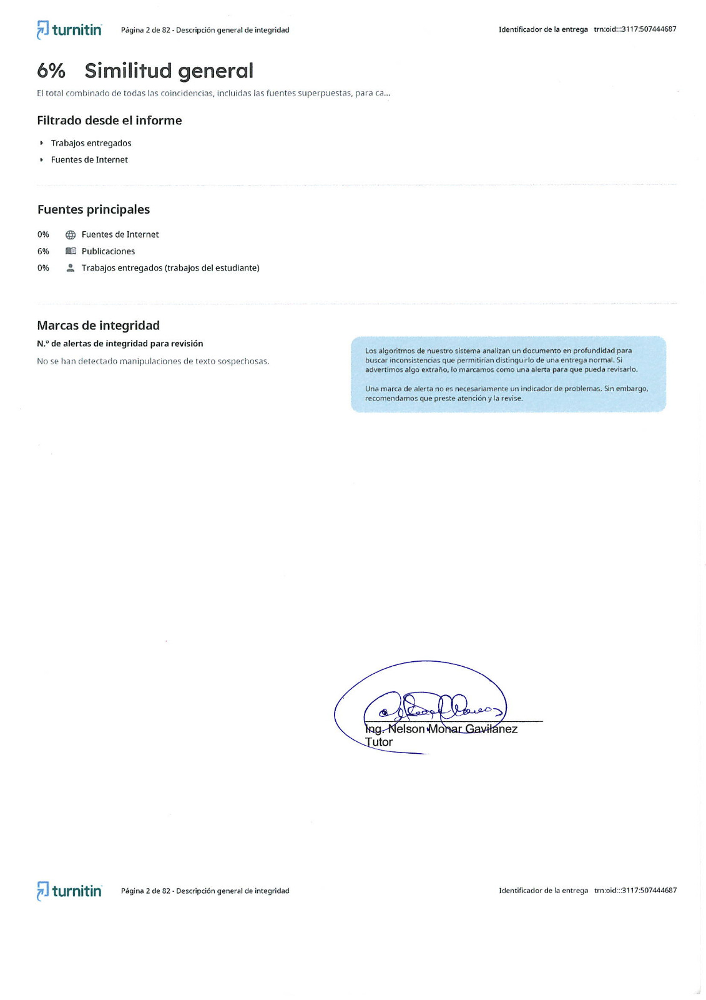 turnitin Página 2 de 82 - Descripción general de integridad Identificador de la entrega trn:oid:::3117:507444687
6% Similitud general
El total combinado de todas las coincidencias, incluidas las fuentes superpuestas, para ca...
Filtrado desde el informe
Trabajos entregados
Fuentes de Internet
Fuentes principales
0% Fuentes de Internet
6% Publicaciones
0% Trabajos entregados (trabajos del estudiante)
Marcas de integridad
N.º de alertas de integridad para revisión
No se han detectado manipulaciones de texto sospechosas.
Los algoritmos de nuestro sistema analizan un documento en profundidad para
buscar inconsistencias que permitirían distinguirlo de una entrega normal. Si
advertimos algo extraño, lo marcamos como una alerta para que pueda revisarlo.
Una marca de alerta no es necesariamente un indicador de problemas. Sin embargo,
recomendamos que preste atención y la revise.
Ing. Nelson Monar Gavilanez
Tutor
turnitin Página 2 de 82 - Descripción general de integridad Identificador de la entrega trn:oid:::3117:507444687